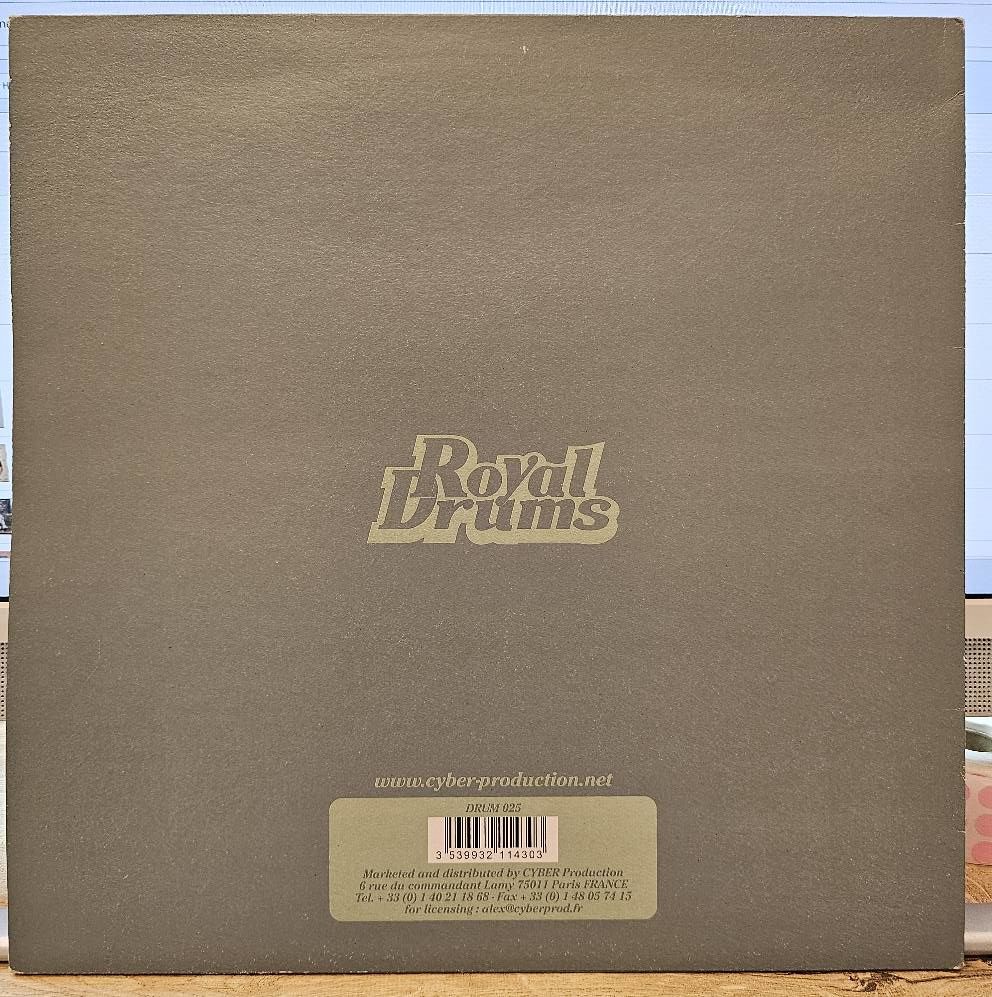 Royal
Drums
www.cyber-production.net
DRUM 025
3 539932 114303
Marketed and distributed by CYBER Production
6 rue du commandant Lamy 75011 Paris FRANCE
Tel. + 33 (0) 1 40 21 18 68 - Fax + 33 (0) 1 48 05 74 15
for licensing : alex@cyberprod.fr